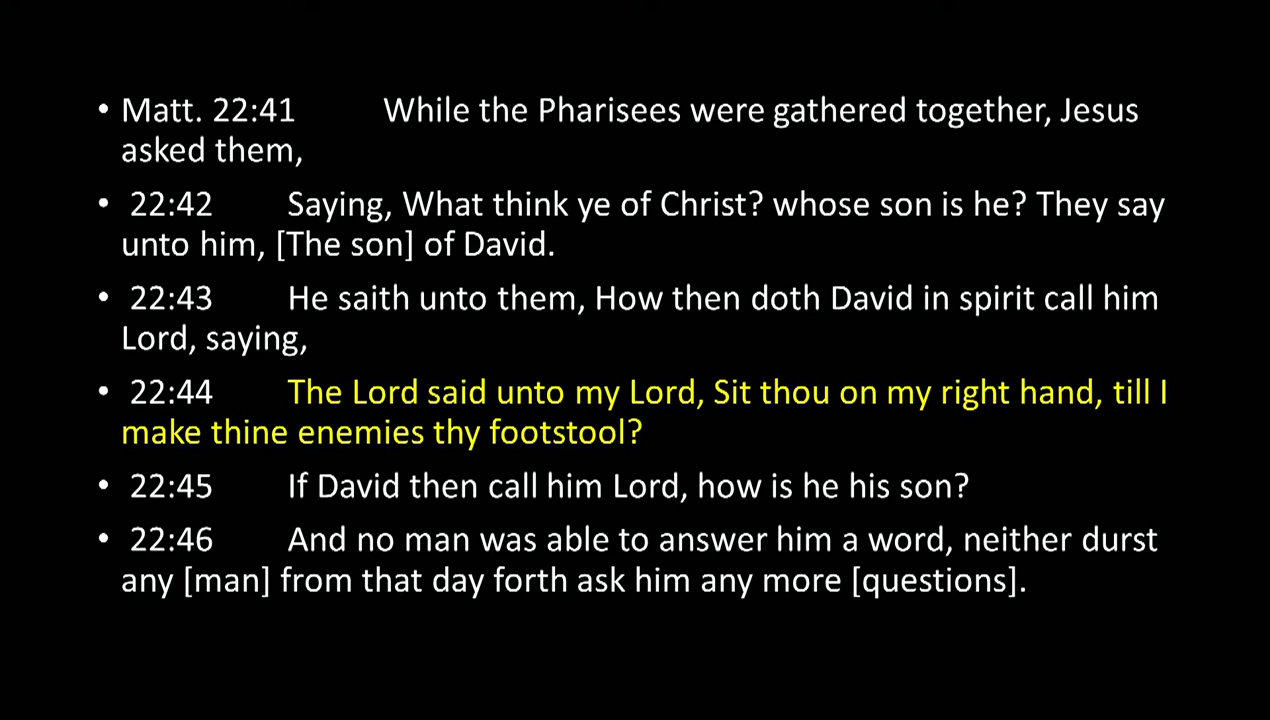 • Matt. 22:41 While the Pharisees were gathered together, Jesus
asked them,
• 22:42 Saying, What think ye of Christ? whose son is he? They say
unto him, [The son] of David.
• 22:43 He saith unto them, How then doth David in spirit call him
Lord, saying,
• 22:44 The Lord said unto my Lord, Sit thou on my right hand, till I
make thine enemies thy footstool?
• 22:45 If David then call him Lord, how is he his son?
• 22:46 And no man was able to answer him a word, neither durst
any [man] from that day forth ask him any more [questions].